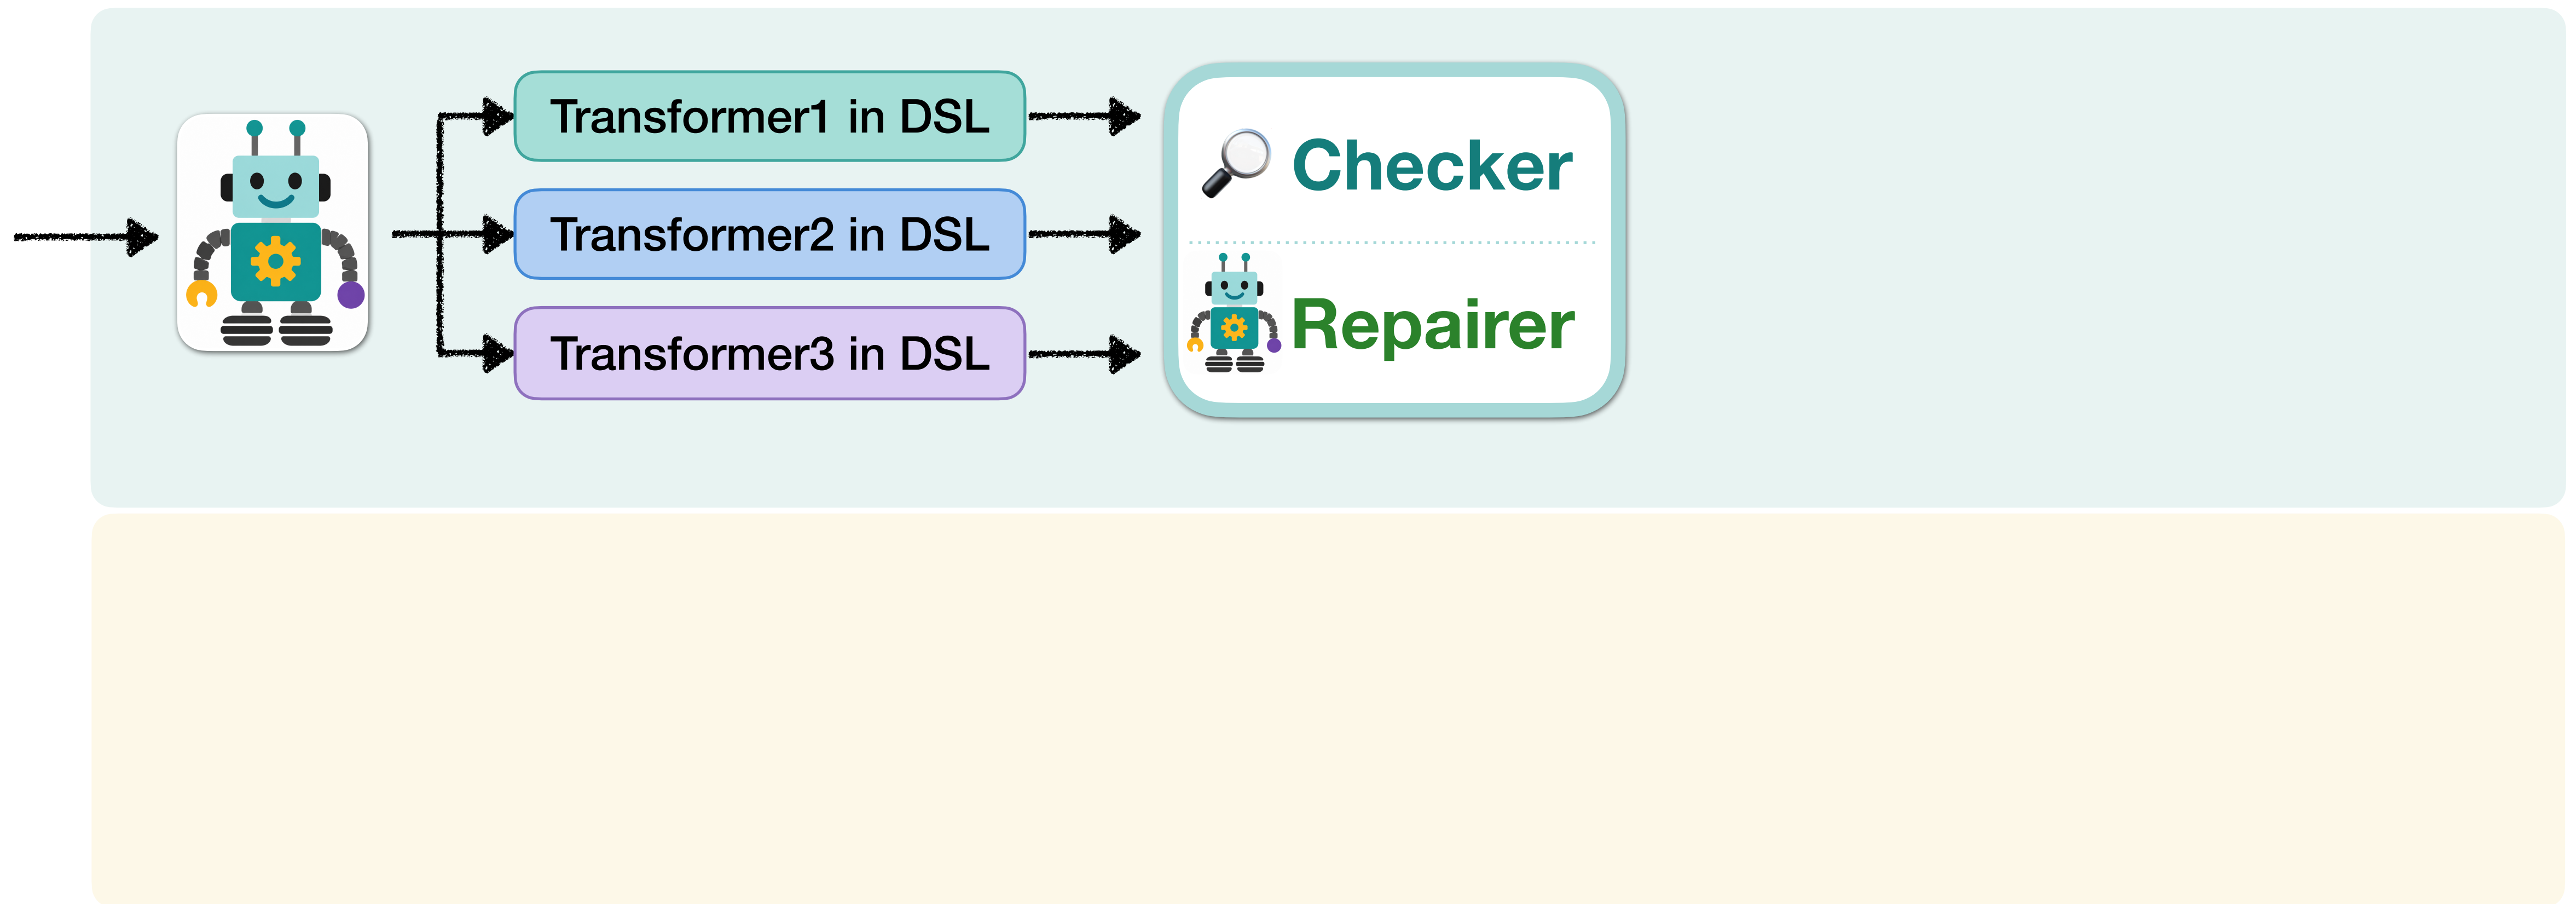 Transformer1 in DSL
Transformer2 in DSL
Transformer3 in DSL
Checker
Repairer